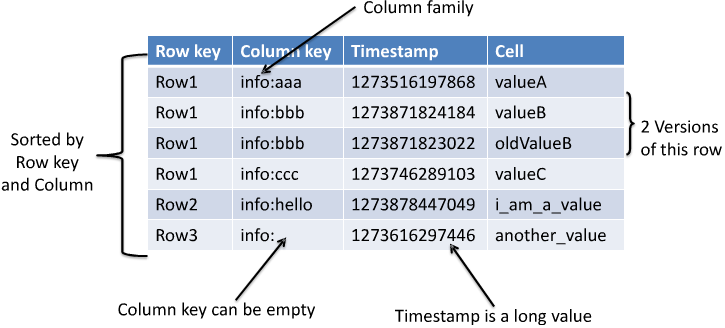 Column family
Row key Column key Timestamp Cell
Row1 info:aaa 1273516197868 valueA
Row1 info:bbb 1273871824184 valueB
Row1 info:bbb 1273871823022 oldValueB
Row1 info:ccc 1273746289103 valueC
Row2 info:hello 1273878447049 i_am_a_value
Row3 info: 1273616297446 another_value
Sorted by
Row key
and Column
2 Versions
of this row
Column key can be empty
Timestamp is a long value